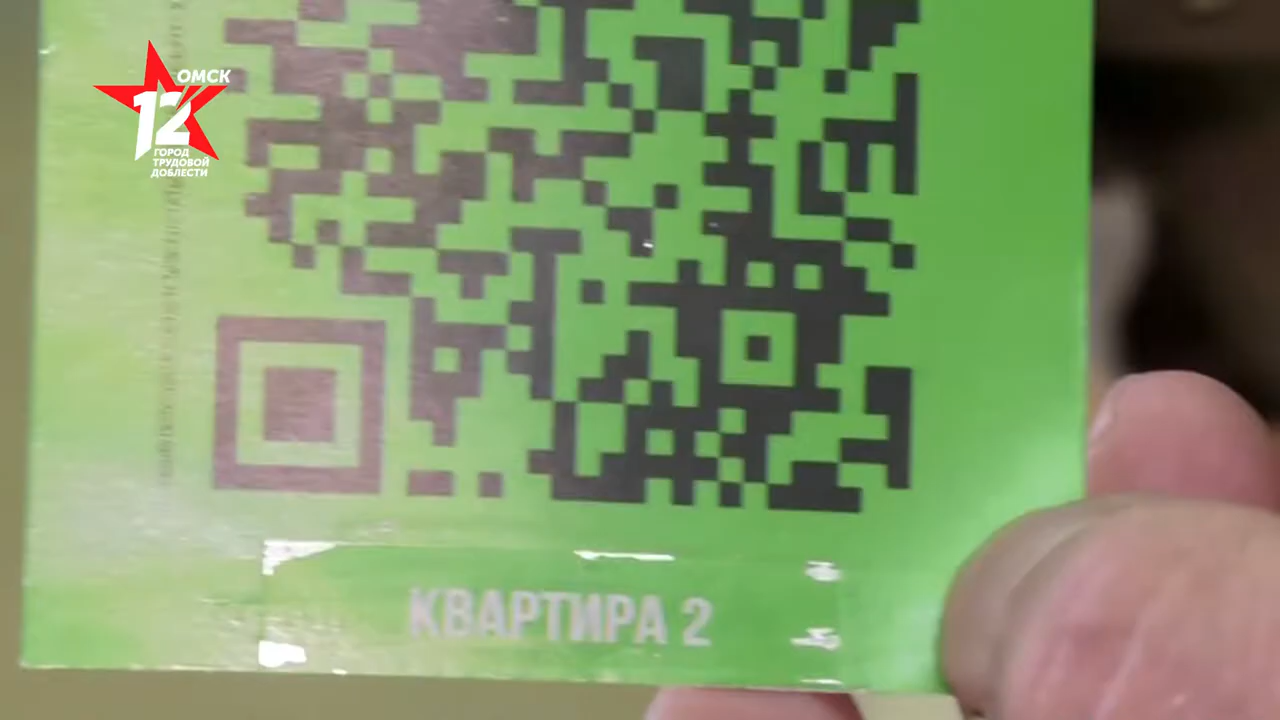 ОМСК
12
ГОРОД
ТРУДОВОЙ
ДОБЛЕСТИ
КВАРТИРА 2